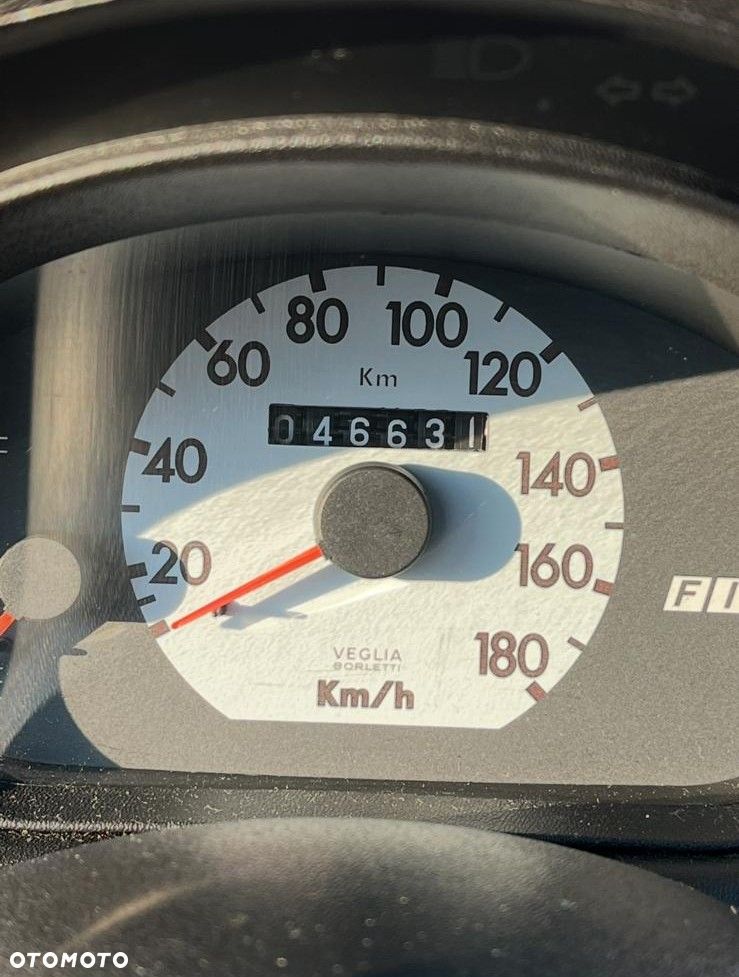 80 100
60 120
Km
046631
40 140
20 160
180
VEGLIA
BORLETTI
Km/h
FI
OTOMOTO